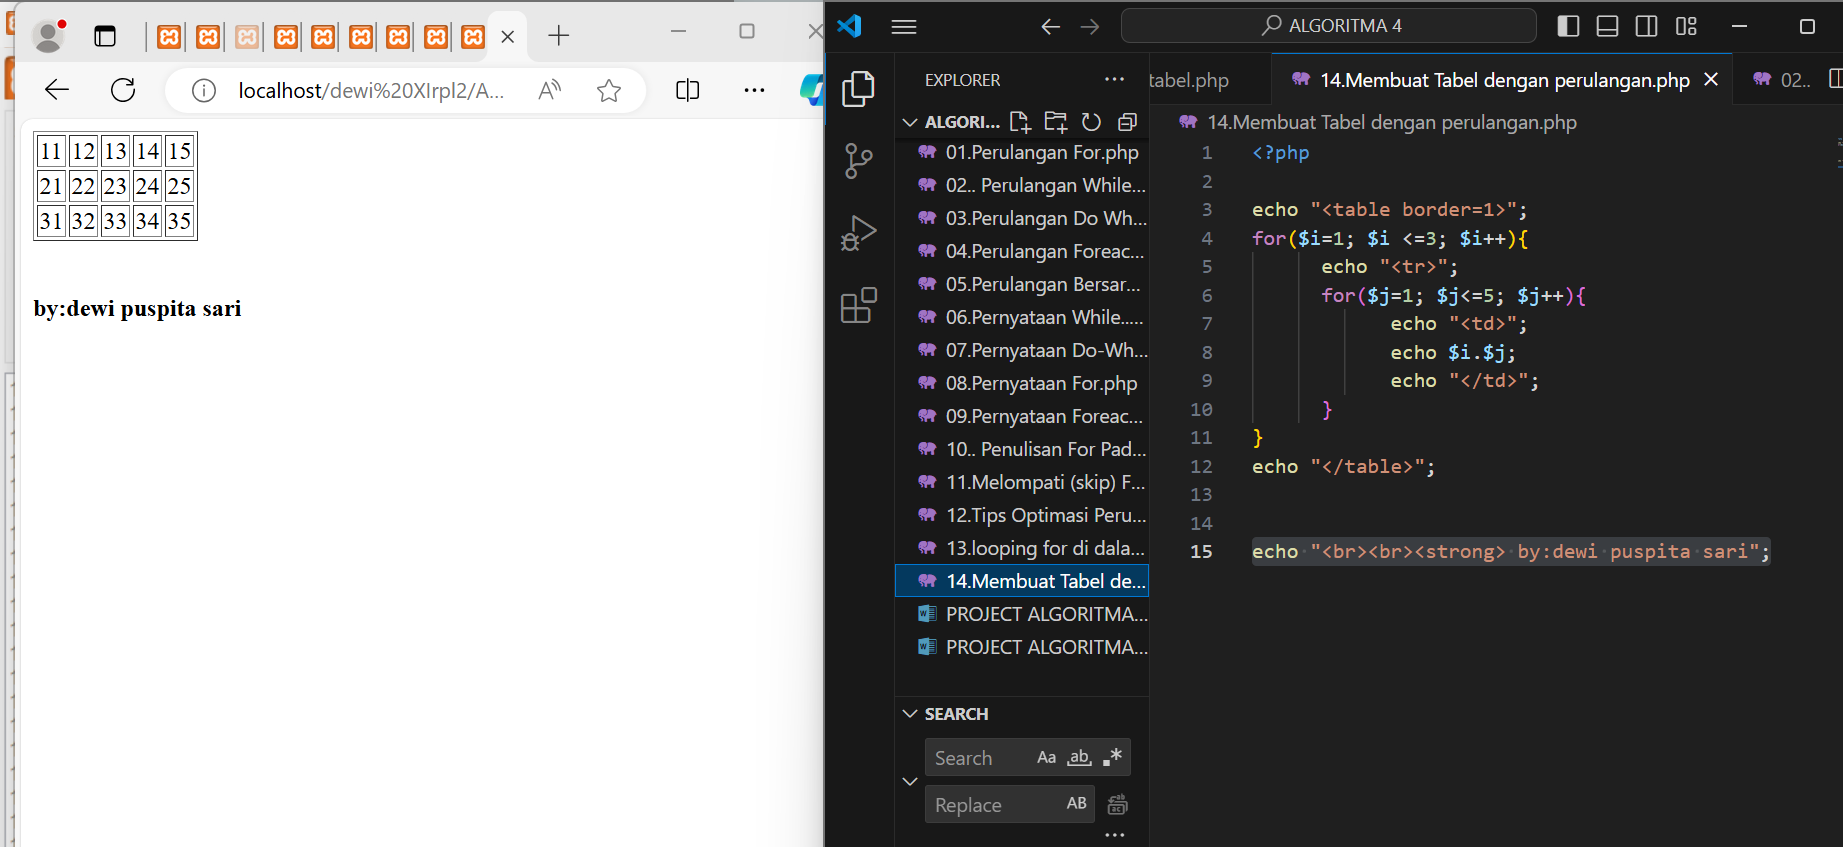 localhost/dewi%20XIrpl2/A...
11 12 13 14 15
21 22 23 24 25
31 32 33 34 35
by:dewi puspita sari
ALGORITMA 4
EXPLORER
ALGORI...
01.Perulangan For.php
02.. Perulangan While...
03.Perulangan Do Wh...
04.Perulangan Foreac...
05.Perulangan Bersar...
06.Pernyataan While.....
07.Pernyataan Do-Wh...
08.Pernyataan For.php
09.Pernyataan Foreac...
10.. Penulisan For Pad...
11.Melompati (skip) F...
12.Tips Optimasi Peru...
13.looping for di dala...
14.Membuat Tabel de...
PROJECT ALGORITMA...
PROJECT ALGORITMA...
SEARCH
Search Aa ab .*
Replace AB
tabel.php 14.Membuat Tabel dengan perulangan.php 02..
14.Membuat Tabel dengan perulangan.php
1 <?php
2
3 echo "<table border=1>";
4 for($i=1; $i <=3; $i++){
5 echo "<tr>";
6 for($j=1; $j<=5; $j++){
7 echo "<td>";
8 echo $i.$j;
9 echo "</td>";
10 }
11 }
12 echo "</table>";
13
14
15 echo "<br><br><strong> by:dewi puspita sari";